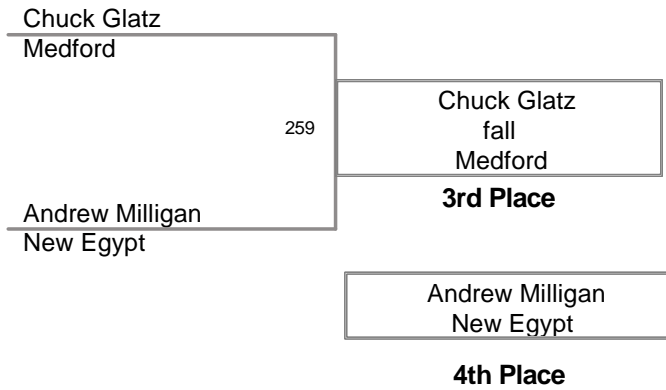 Chuck Glatz
Medford
259
Chuck Glatz
fall
Medford
3rd Place
Andrew Milligan
New Egypt
Andrew Milligan
New Egypt
4th Place